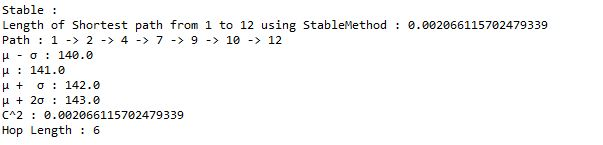 Stable :
Length of Shortest path from 1 to 12 using StableMethod : 0.002066115702479339
Path : 1 -> 2 -> 4 -> 7 -> 9 -> 10 -> 12
μ - σ : 140.0
μ : 141.0
μ +  σ : 142.0
μ + 2σ : 143.0
C^2 : 0.002066115702479339
Hop Length : 6